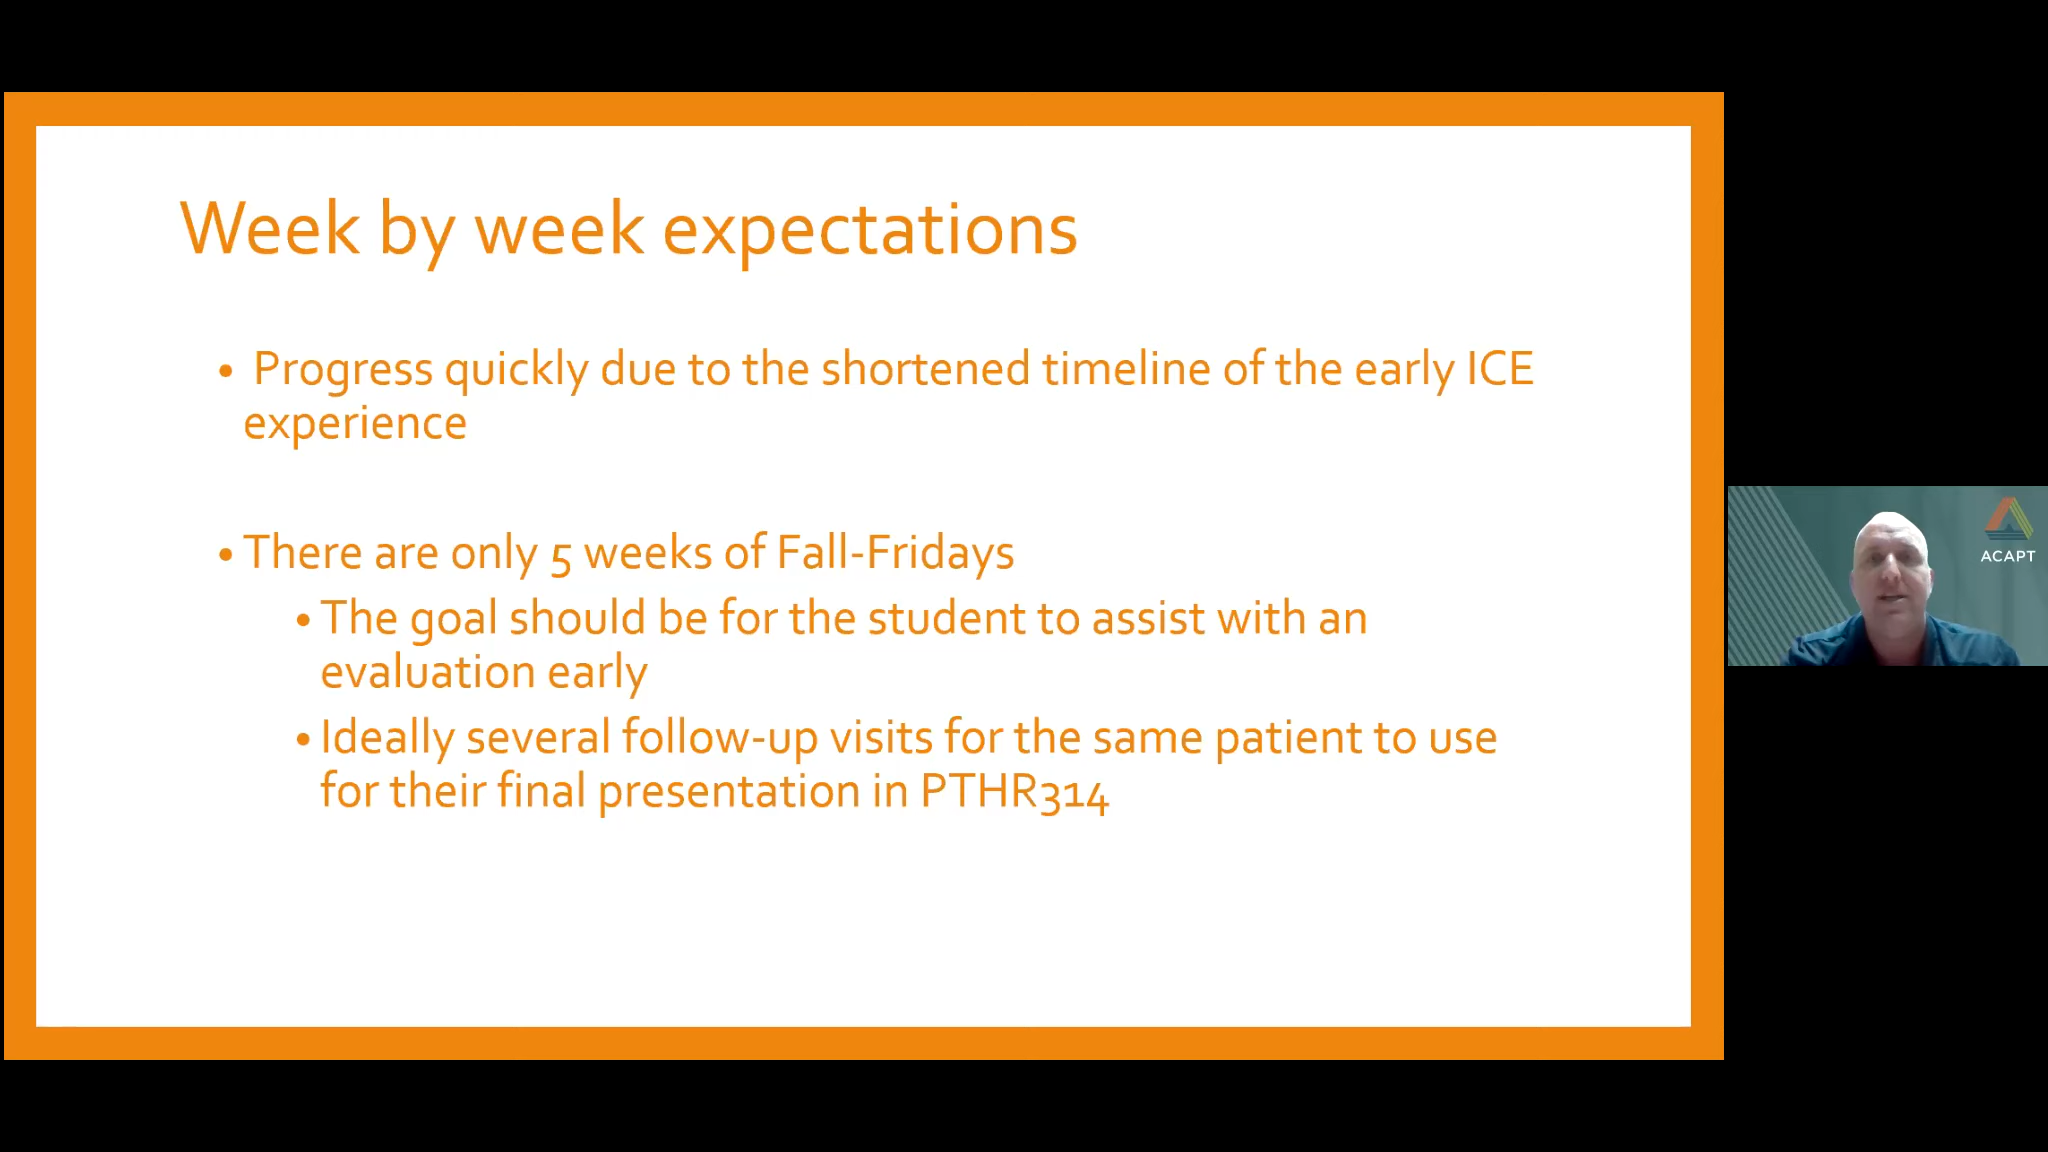 Week by week expectations
• Progress quickly due to the shortened timeline of the early ICE
experience
• There are only 5 weeks of Fall-Fridays
• The goal should be for the student to assist with an
evaluation early
• Ideally several follow-up visits for the same patient to use
for their final presentation in PTHR314
ACAPT